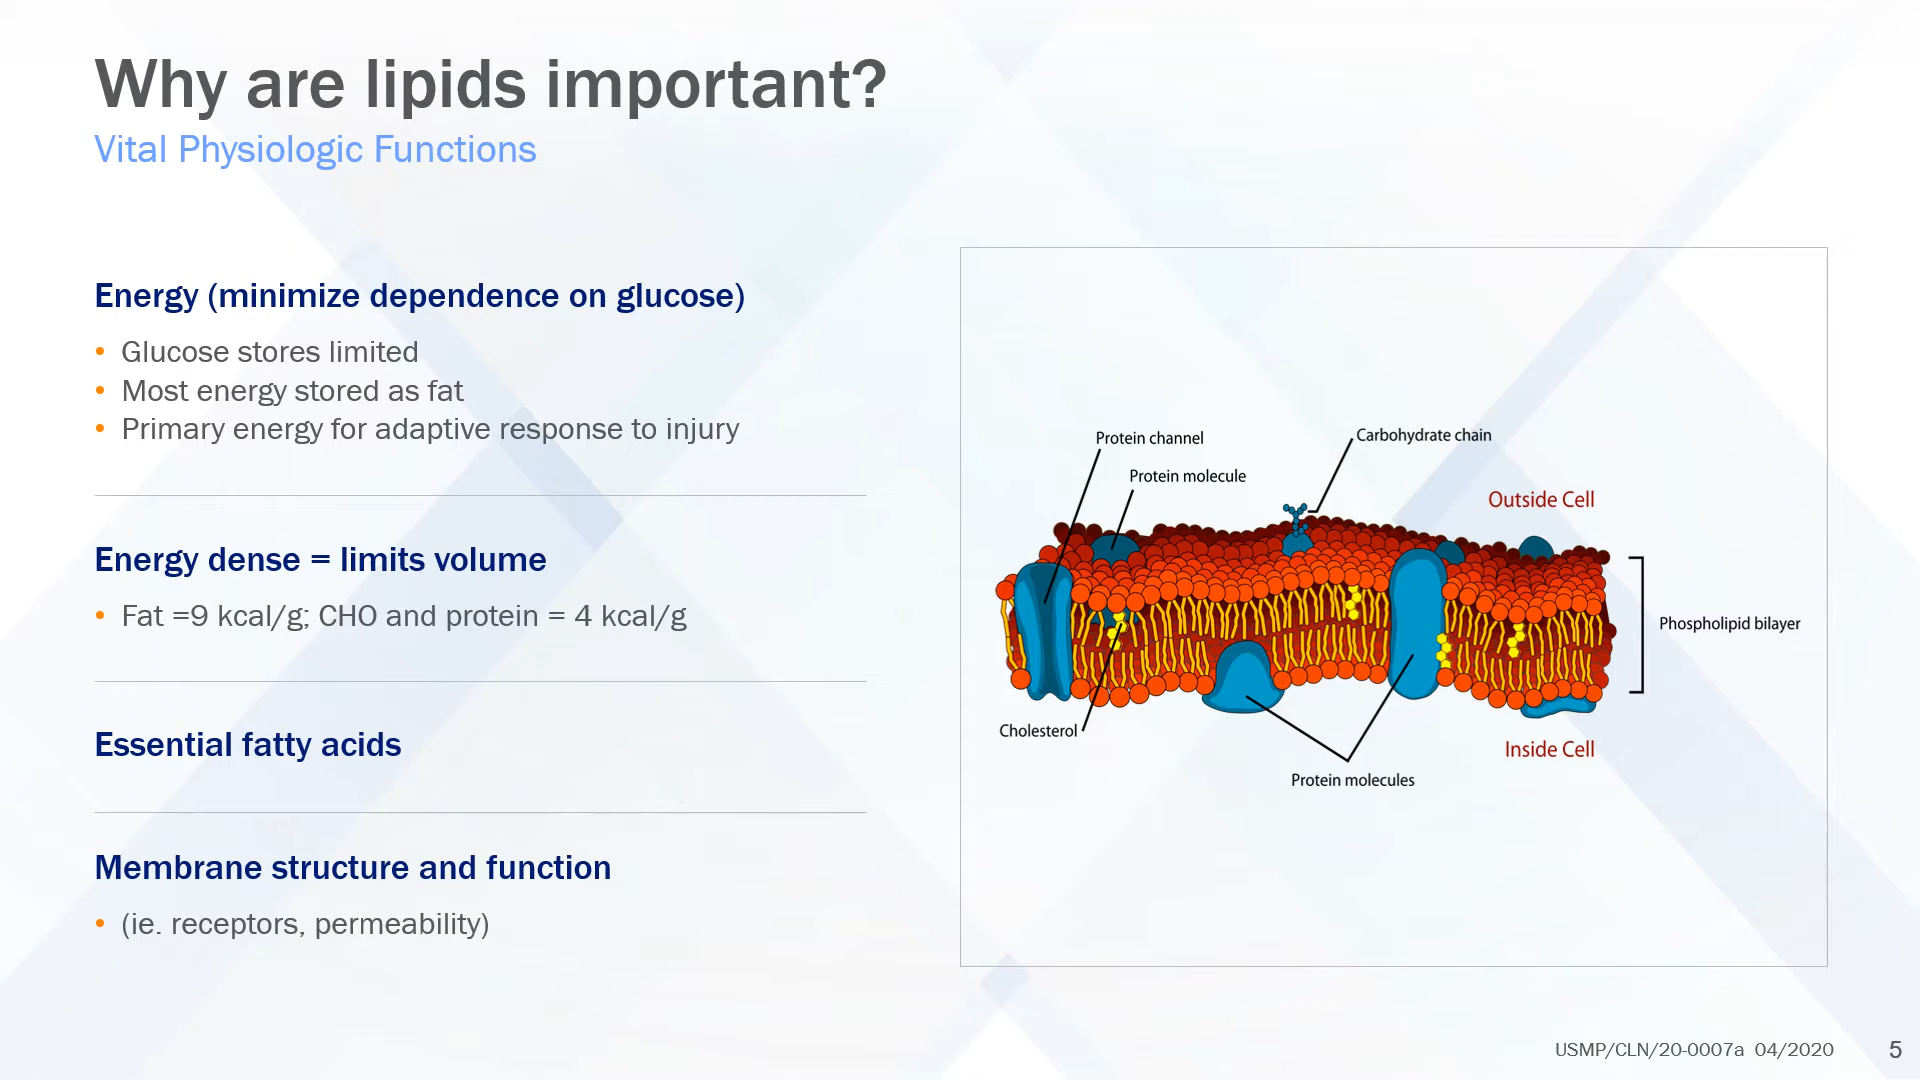 Why are lipids important?
Vital Physiologic Functions
Energy (minimize dependence on glucose)
• Glucose stores limited
• Most energy stored as fat
• Primary energy for adaptive response to injury
Energy dense = limits volume
• Fat =9 kcal/g; CHO and protein = 4 kcal/g
Essential fatty acids
Membrane structure and function
• (ie. receptors, permeability)
Protein channel
Carbohydrate chain
Protein molecule
Outside Cell
Phospholipid bilayer
Cholesterol
Inside Cell
Protein molecules
USMP/CLN/20-0007a 04/2020
5